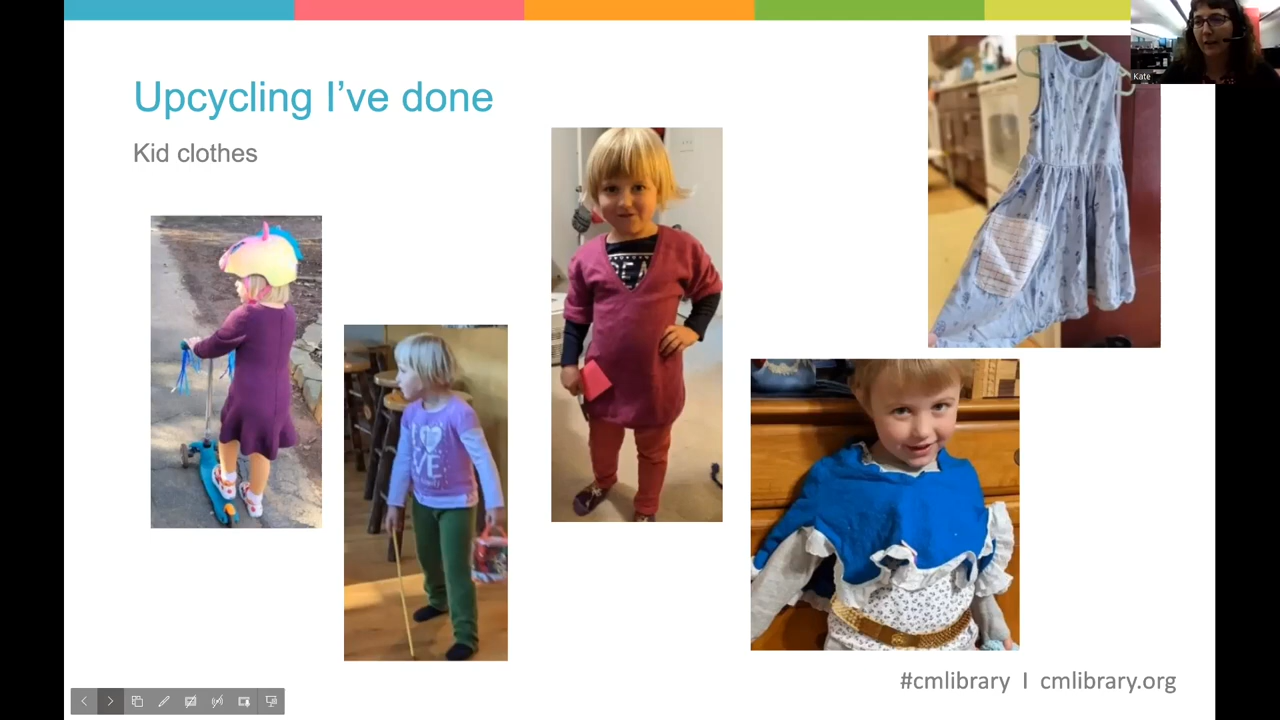 Upcycling I've done
Kid clothes
Kate
#cmlibrary I cmlibrary.org